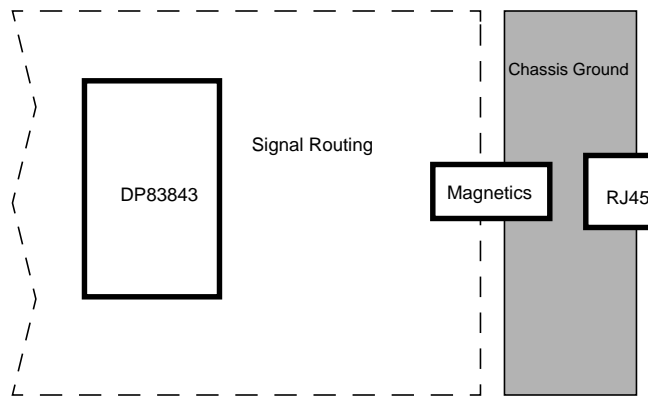 Chassis Ground
Signal Routing
DP83843
Magnetics
RJ45